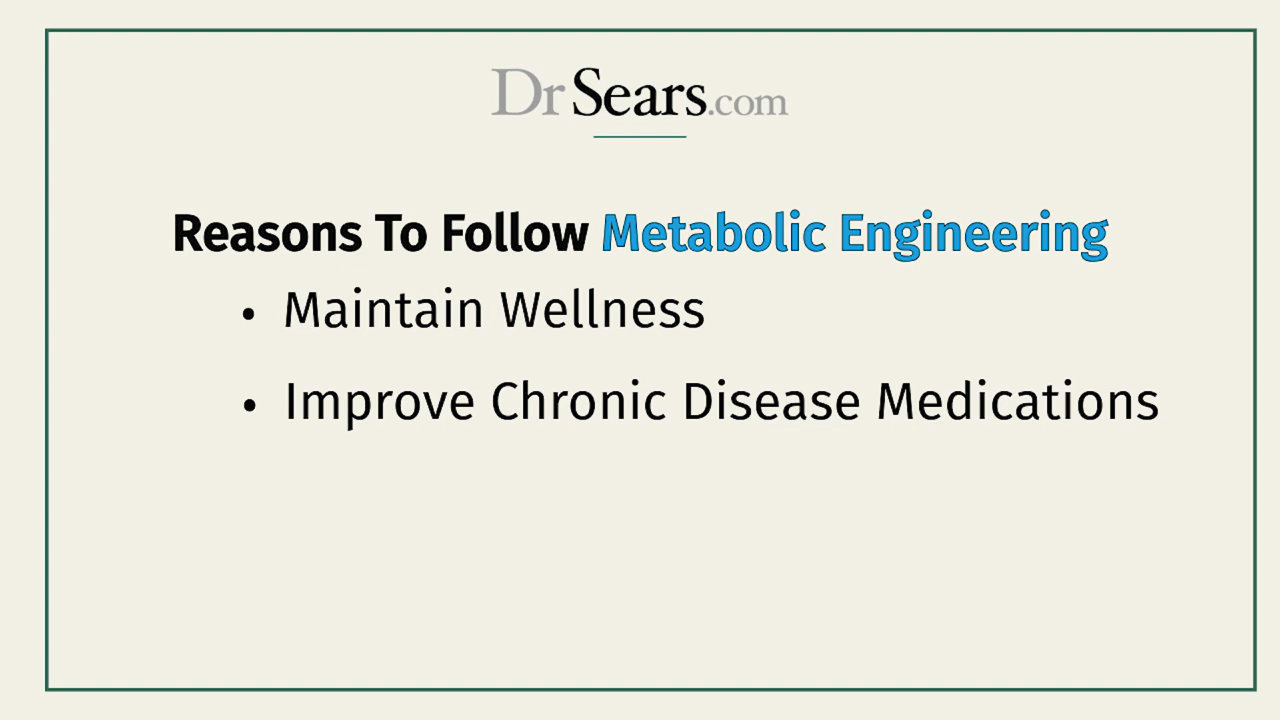 DrSears.com
Reasons To Follow Metabolic Engineering
• Maintain Wellness
• Improve Chronic Disease Medications